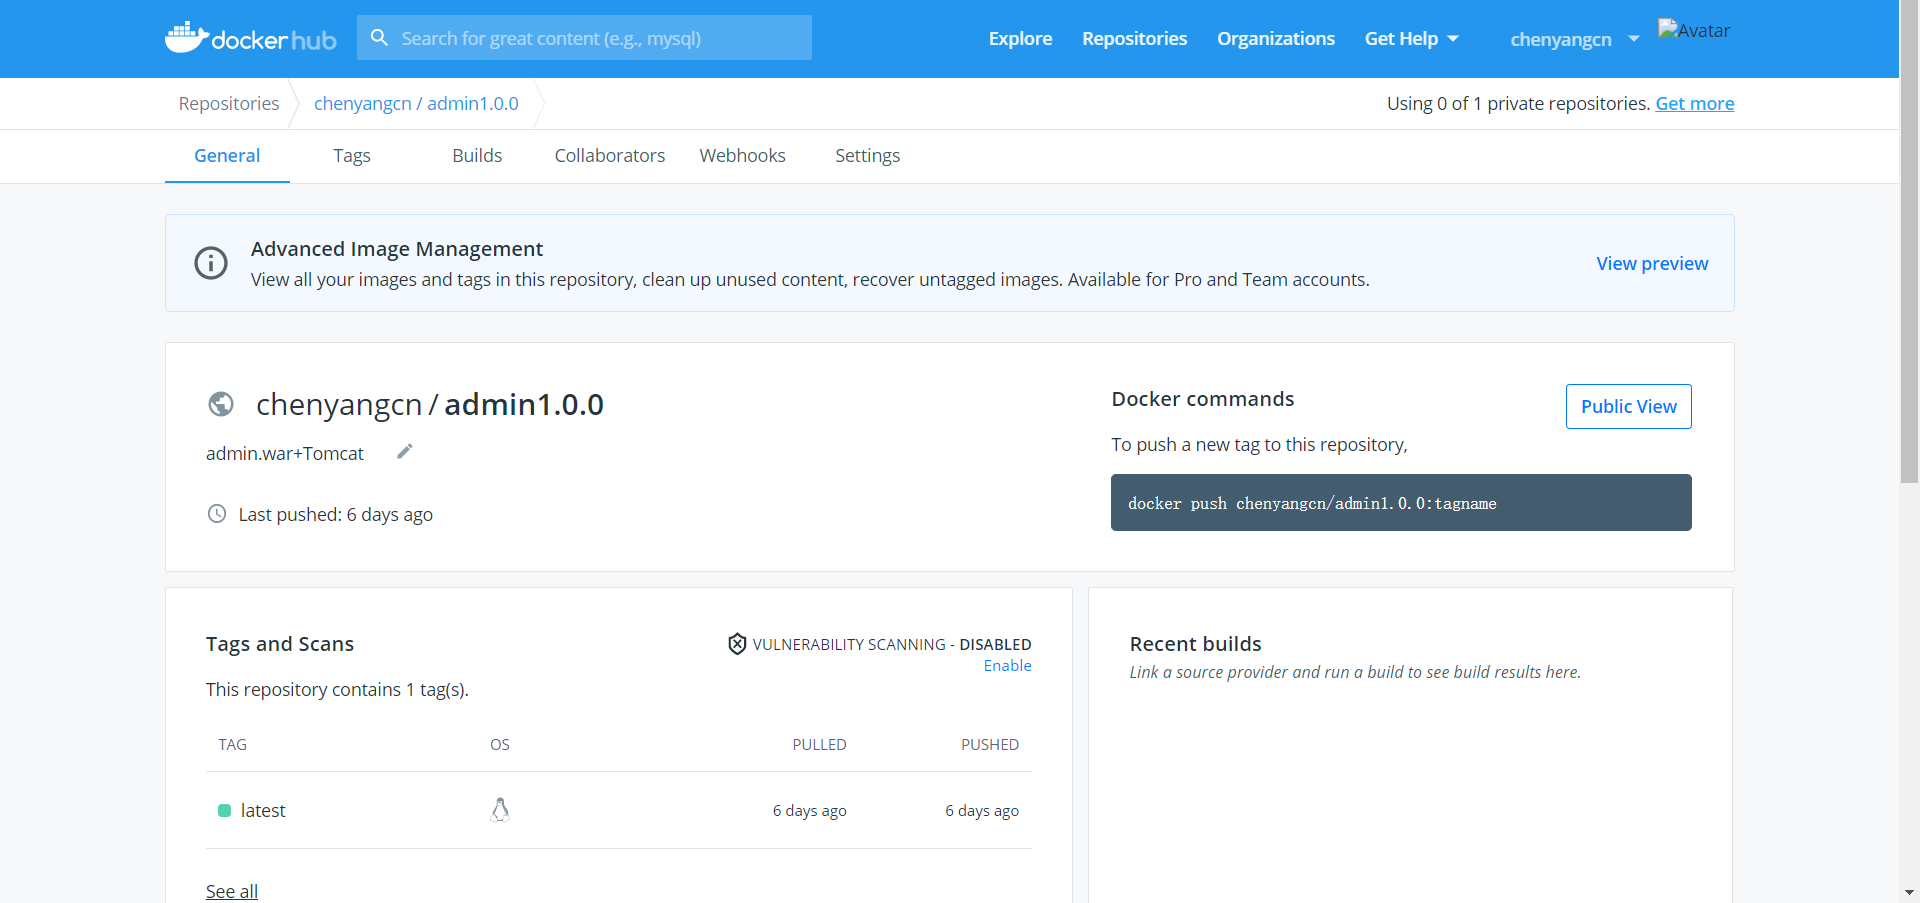 docker hub
Search for great content (e.g., mysql)
Explore
Repositories
Organizations
Get Help
chenyangcn
Avatar
Repositories
chenyangcn / admin1.0.0
Using 0 of 1 private repositories. Get more
General
Tags
Builds
Collaborators
Webhooks
Settings
Advanced Image Management
View all your images and tags in this repository, clean up unused content, recover untagged images. Available for Pro and Team accounts.
View preview
chenyangcn / admin1.0.0
admin.war+Tomcat
Last pushed: 6 days ago
Docker commands
Public View
To push a new tag to this repository,
docker push chenyangcn/admin1.0.0:tagname
Tags and Scans
VULNERABILITY SCANNING - DISABLED
Enable
This repository contains 1 tag(s).
TAG OS PULLED PUSHED
latest 6 days ago 6 days ago
See all
Recent builds
Link a source provider and run a build to see build results here.